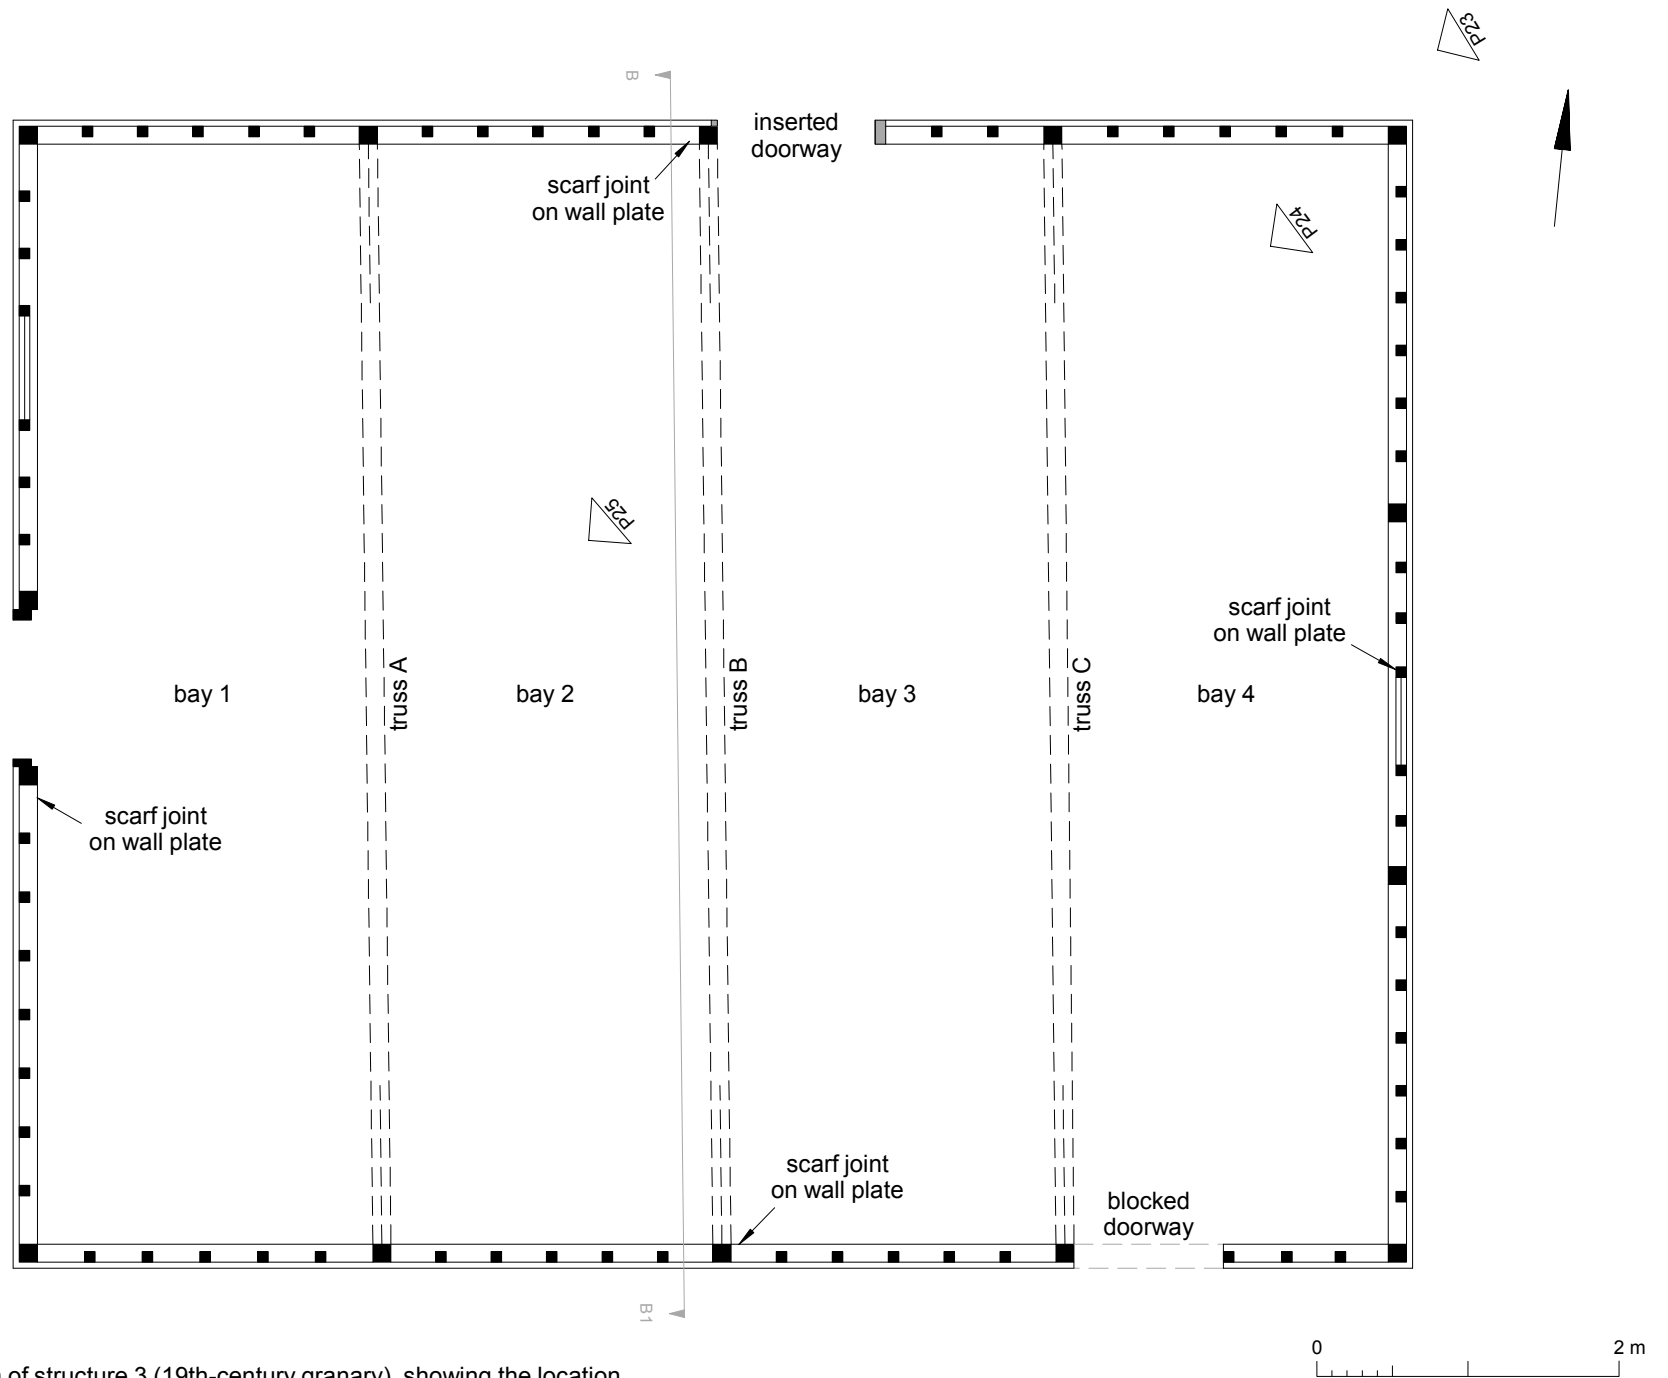 P23
B
inserted
doorway
scarf joint
on wall plate
P24
P25
scarf joint
on wall plate
bay 1
truss A
bay 2
truss B
bay 3
truss C
bay 4
scarf joint
on wall plate
scarf joint
on wall plate
blocked
doorway
B1
0
2 m
of structure 3 (19th-century granary), showing the location